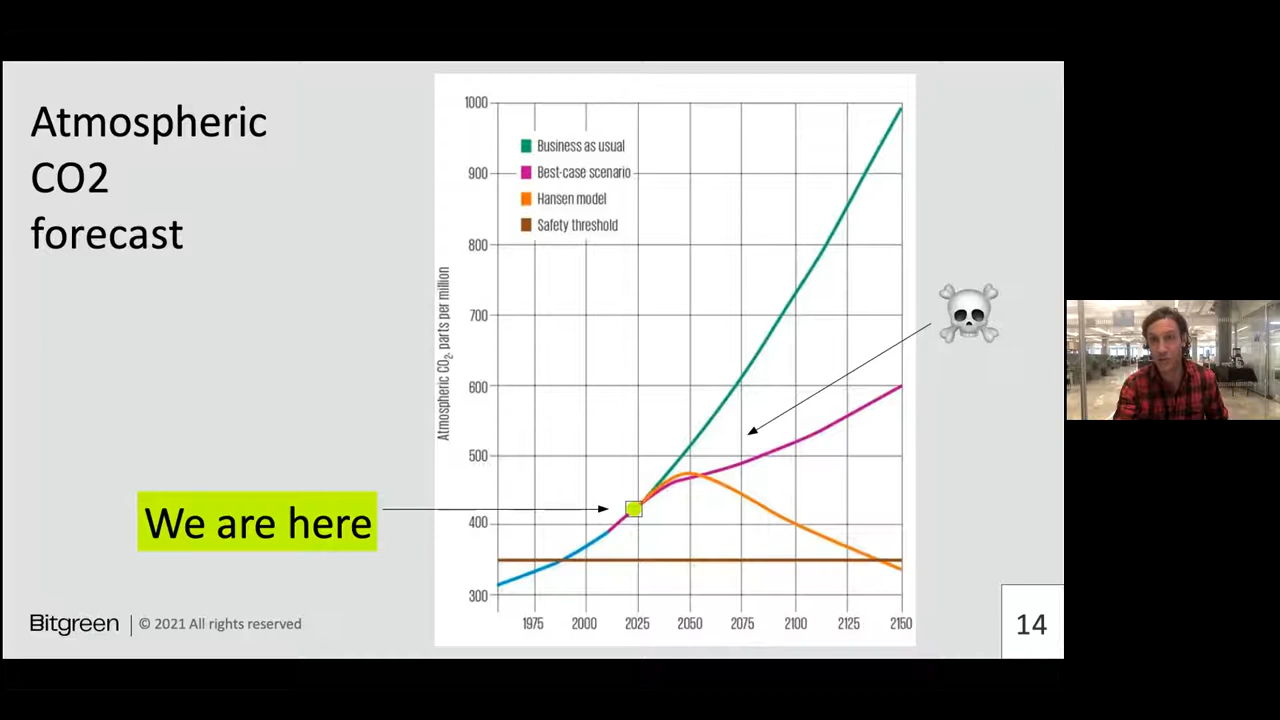 Atmospheric
CO2
forecast
1000
900
800
700
600
500
400
300
Atmospheric CO₂, parts per million
Business as usual
Best-case scenario
Hansen model
Safety threshold
We are here
1975 2000 2025 2050 2075 2100 2125 2150
Bitgreen | © 2021 All rights reserved
14